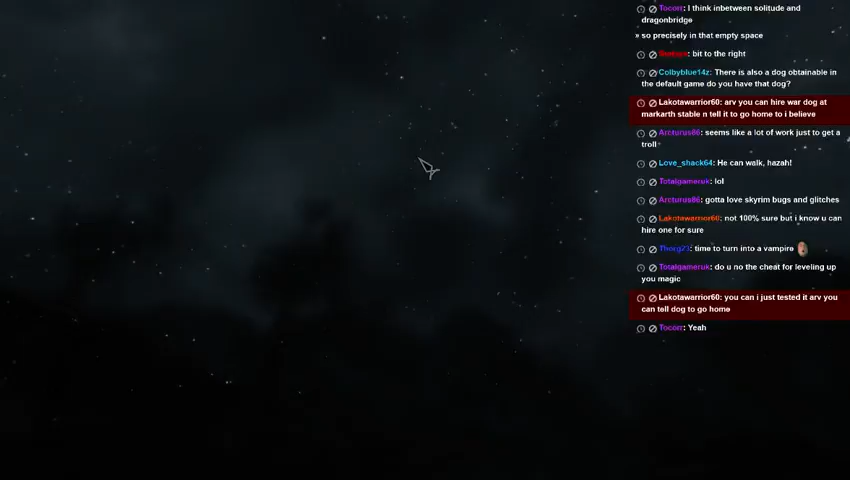 Tocorr: I think inbetween solitude and
dragonbridge
» so precisely in that empty space
: bit to the right
Colbyblue14z: There is also a dog obtainable in
the default game do you have that dog?
Lakotawarrior60: arv you can hire war dog at
markarth stable n tell it to go home to i believe
Arcturus86: seems like a lot of work just to get a
troll
Love_shack64: He can walk, hazah!
Totalgameruk: lol
Arcturus86: gotta love skyrim bugs and glitches
Lakotawarrior60: not 100% sure but i know u can
hire one for sure
Thorg23: time to turn into a vampire
Totalgameruk: do u no the cheat for leveling up
you magic
Lakotawarrior60: you can i just tested it arv you
can tell dog to go home
Tocorr: Yeah